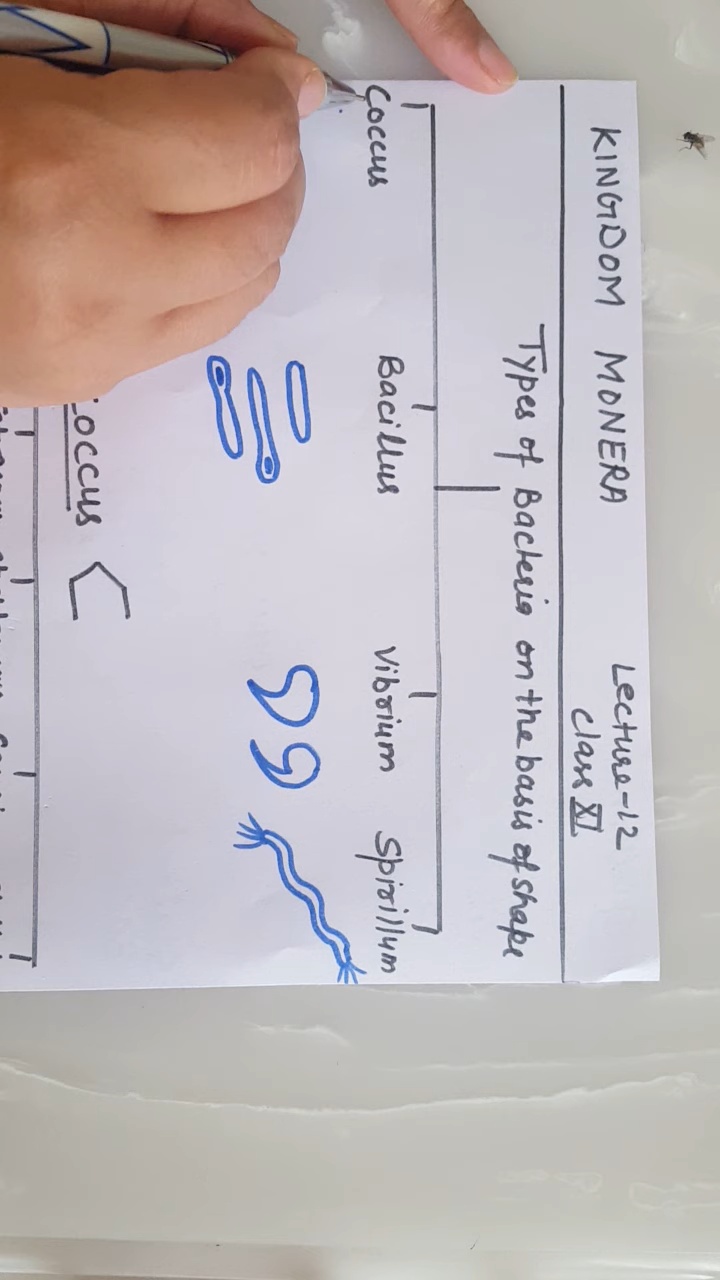 KINGDOM MONERA Lecture-12
Class XI
Types of Bacteria on the basis of shape
Coccus Bacillus Vibrium Spirillum
Coccus